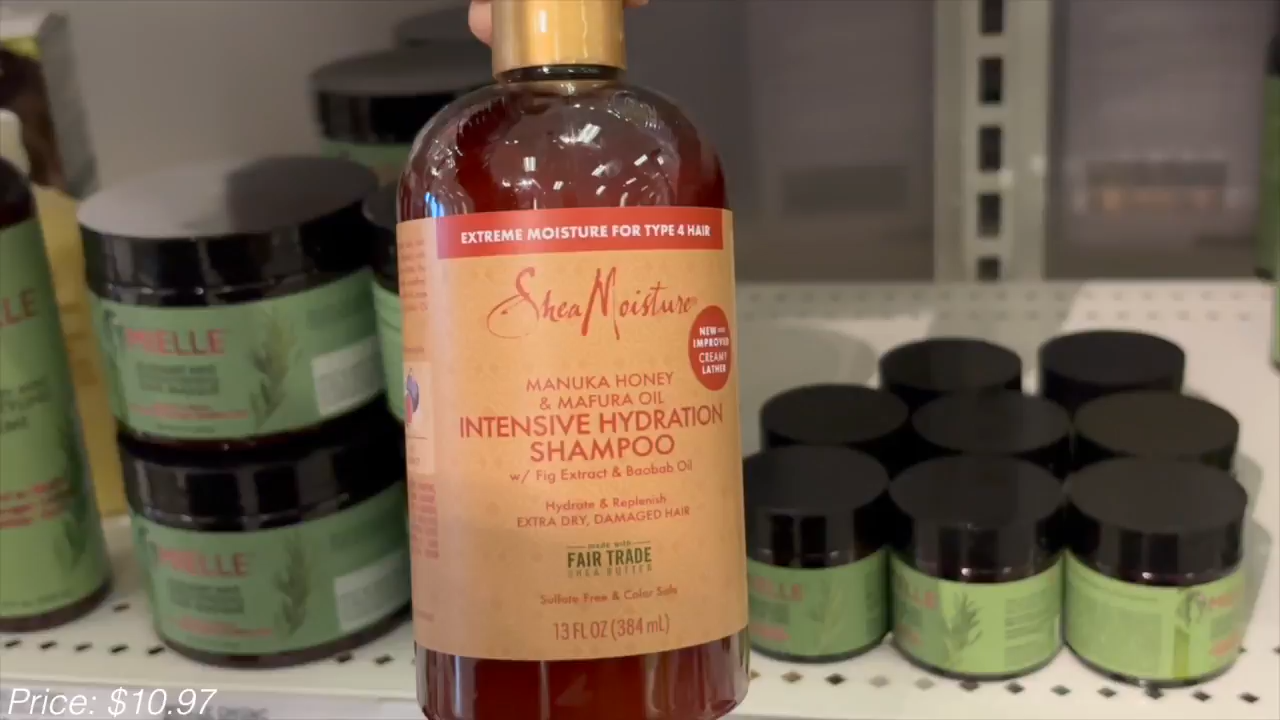 EXTREME MOISTURE FOR TYPE 4 HAIR
SheaMoisture
NEW AND
IMPROVED
CREAMY
LATHER
MANUKA HONEY
& MAFURA OIL
INTENSIVE HYDRATION
SHAMPOO
w/ Fig Extract & Baobab Oil
Hydrate & Replenish
EXTRA DRY, DAMAGED HAIR
made with
FAIR TRADE
SHEA BUTTER
Sulfate Free & Color Safe
13 FL OZ (384 mL)
MIELLE
MIELLE
Price: $10.97